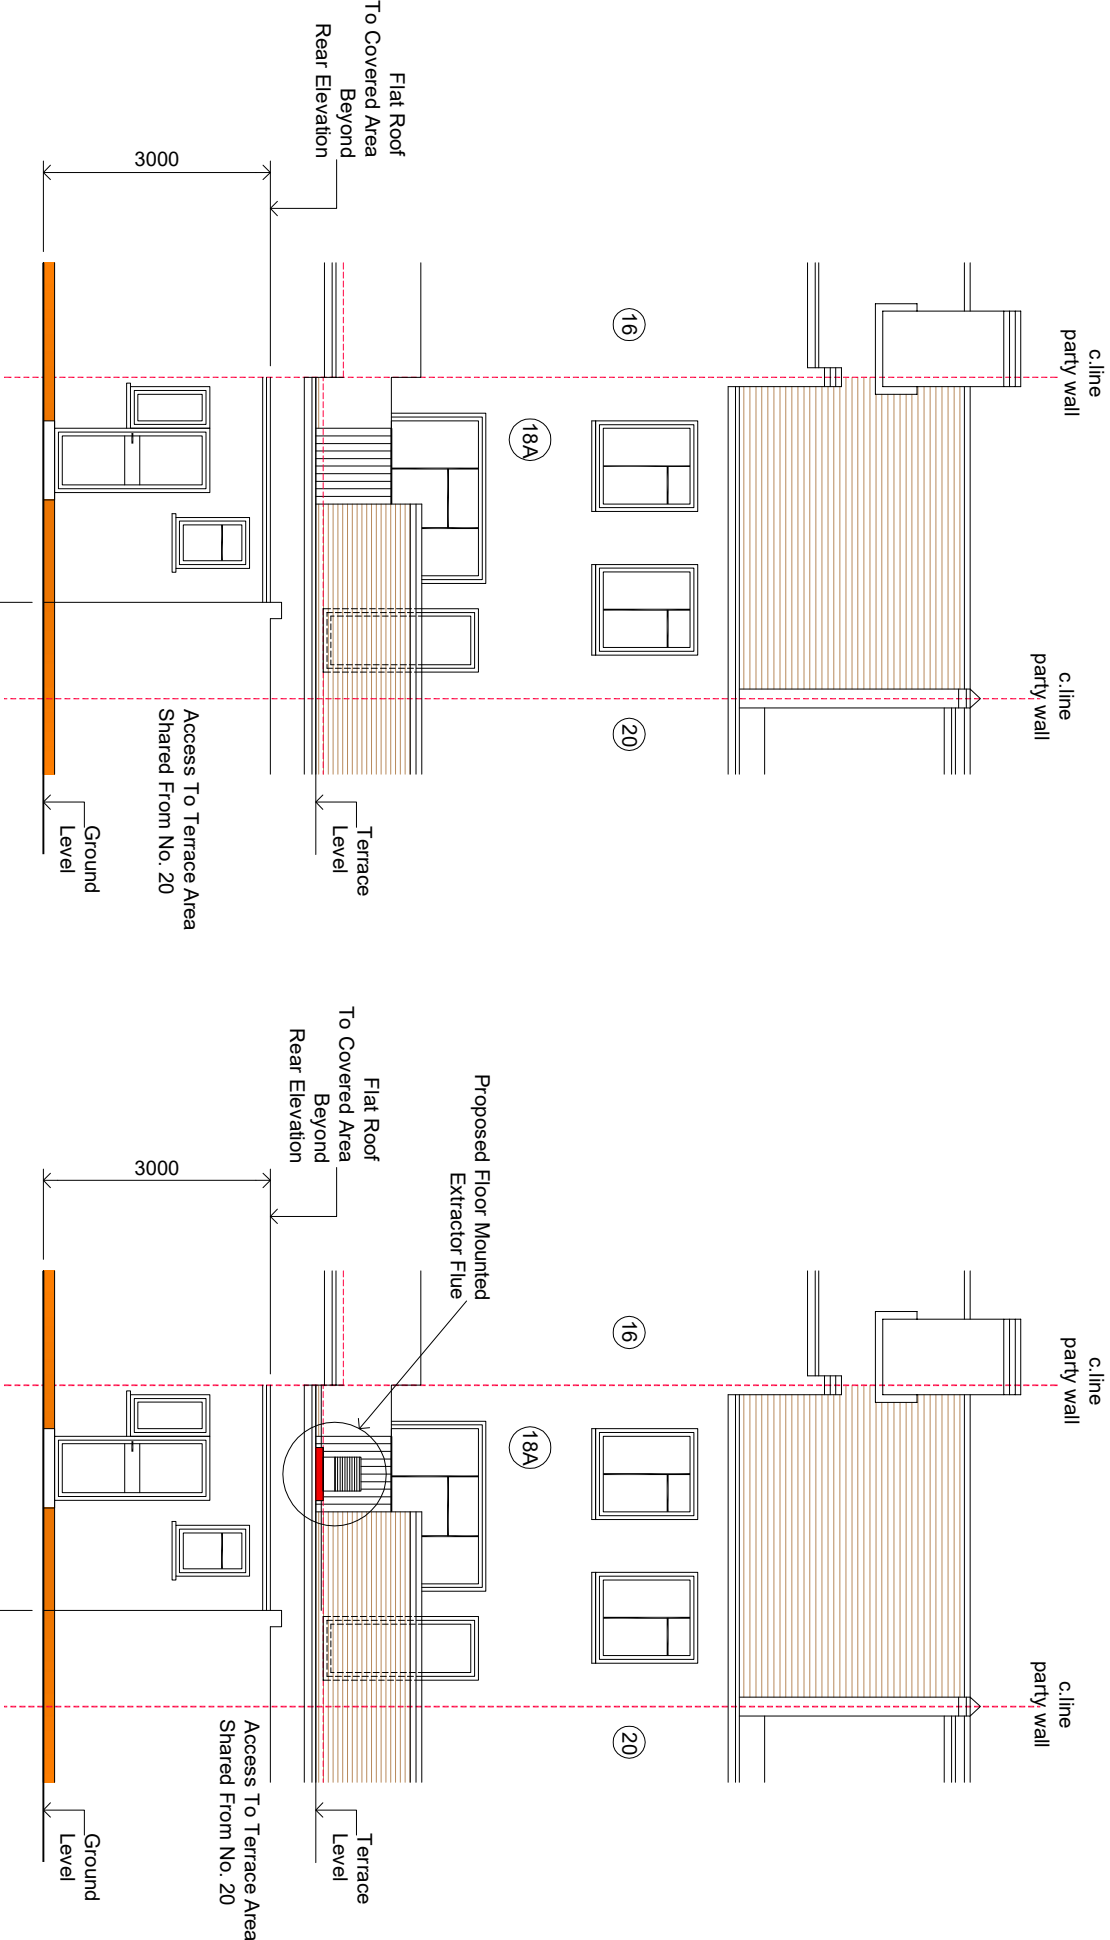 c.line
party wall
c.line
party wall
16
18A
20
Flat Roof
To Covered Area
Beyond
Rear Elevation
3000
Terrace
Level
Access To Terrace Area
Shared From No. 20
Ground
Level
c.line
party wall
c.line
party wall
16
18A
20
Proposed Floor Mounted
Extractor Flue
Flat Roof
To Covered Area
Beyond
Rear Elevation
3000
Terrace
Level
Access To Terrace Area
Shared From No. 20
Ground
Level